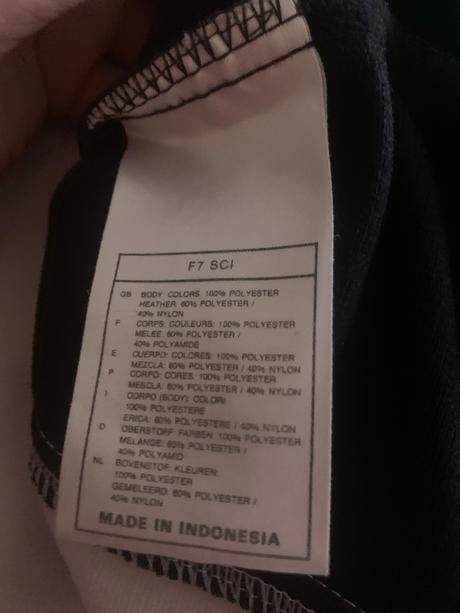 F7 SCI
GB BODY: COLORS: 100% POLYESTER
HEATHER: 60% POLYESTER /
40% NYLON
F CORPS: COULEURS: 100% POLYESTER
MELEE: 60% POLYESTER /
40% POLYAMIDE
E CUERPO: COLORES: 100% POLYESTER
MEZCLA: 60% POLYESTER / 40% NYLON
P CORPO: CORES: 100% POLYESTER
MESCLA: 60% POLYESTER / 40% NYLON
I CORPO (BODY): COLORI:
100% POLYESTERE
ERICA: 60% POLYESTERE / 40% NYLON
D OBERSTOFF: FARBEN: 100% POLYESTER
MELANGE: 60% POLYESTER /
40% POLYAMID
NL BOVENSTOF: KLEUREN:
100% POLYESTER
GEMELEERD: 60% POLYESTER /
40% NYLON
MADE IN INDONESIA